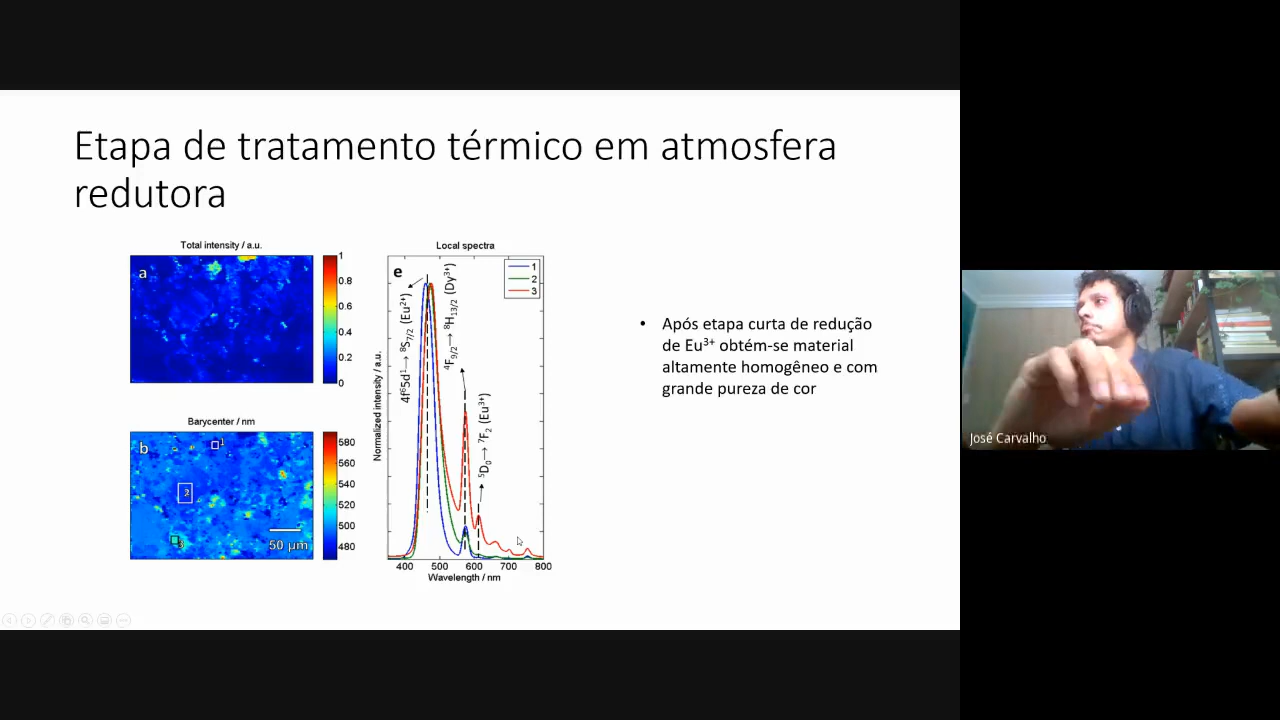 Etapa de tratamento térmico em atmosfera
redutora
Total intensity / a.u.
a
1
0.8
0.6
0.4
0.2
0
Barycenter / nm
b
1
2
3
50 µm
580
560
540
520
500
480
Local spectra
e
1
2
3
4f⁶5d¹→ ⁸S₇/₂ (Eu²⁺)
⁴F₉/₂→ ⁸H₁₃/₂ (Dy³⁺)
⁵D₀→ ⁷F₂ (Eu³⁺)
Normalized intensity / a.u.
400 500 600 700 800
Wavelength / nm
• Após etapa curta de redução
de Eu³⁺ obtém-se material
altamente homogêneo e com
grande pureza de cor
José Carvalho